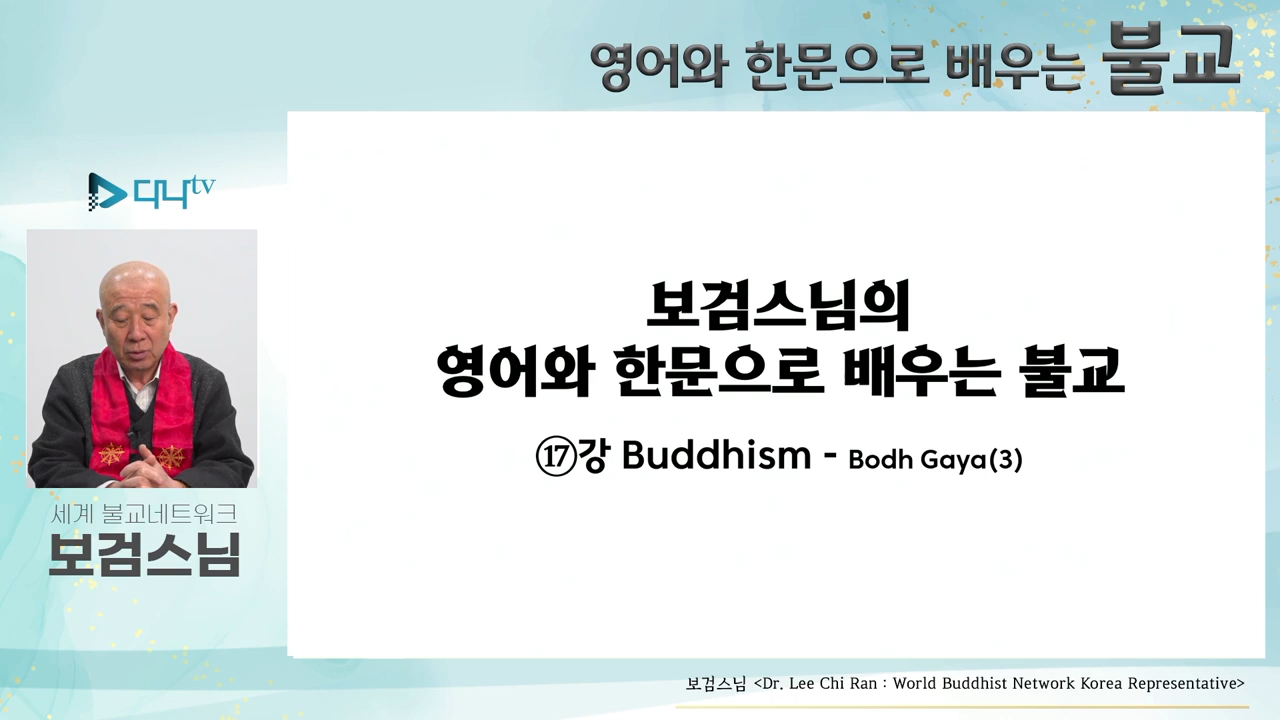 영어와 한문으로 배우는 불교
디나tv
보검스님의
영어와 한문으로 배우는 불교
⑰강 Buddhism - Bodh Gaya(3)
세계 불교네트워크
보검스님
보검스님 <Dr. Lee Chi Ran : World Buddhist Network Korea Representative>